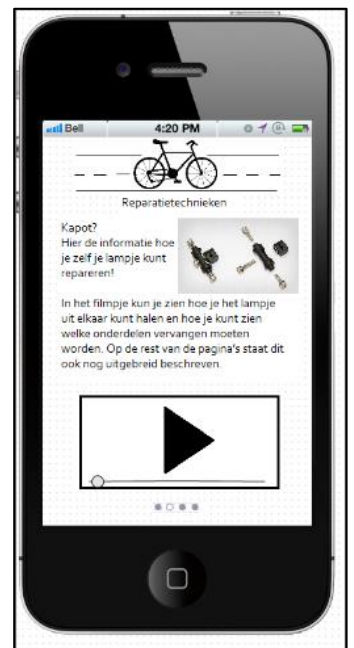 Bell 4:20 PM
Reparatietechnieken
Kapot?
Hier de informatie hoe
je zelf je lampje kunt
repareren!
In het filmpje kun je zien hoe je het lampje
uit elkaar kunt halen en hoe je kunt zien
welke onderdelen vervangen moeten
worden. Op de rest van de pagina's staat dit
ook nog uitgebreid beschreven.